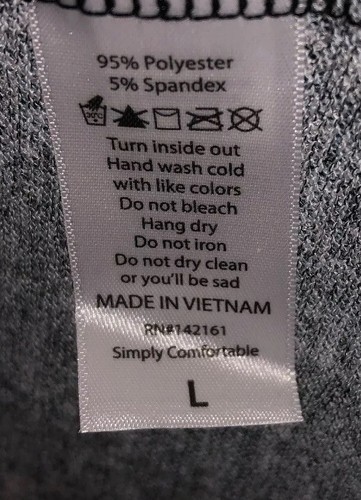 95% Polyester
5% Spandex
Turn inside out
Hand wash cold
with like colors
Do not bleach
Hang dry
Do not iron
Do not dry clean
or you'll be sad
MADE IN VIETNAM
RN#142161
Simply Comfortable
L